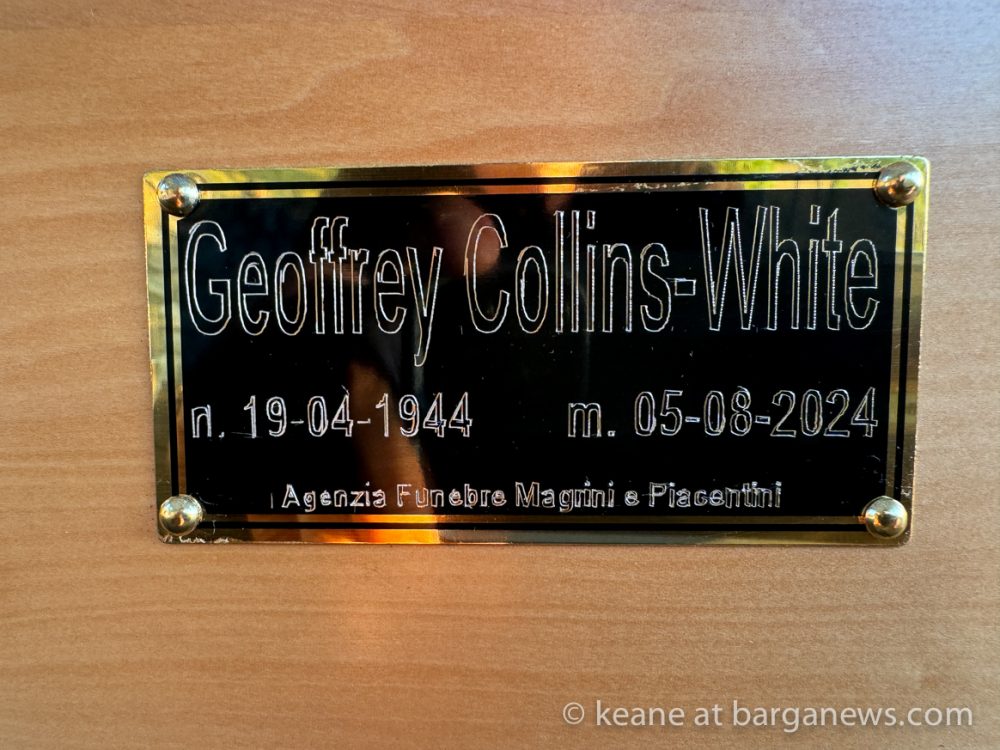 Geoffrey Collins-White
n. 19-04-1944 m. 05-08-2024
Agenzia Funebre Magrini e Piacentini
© keane at barganews.com